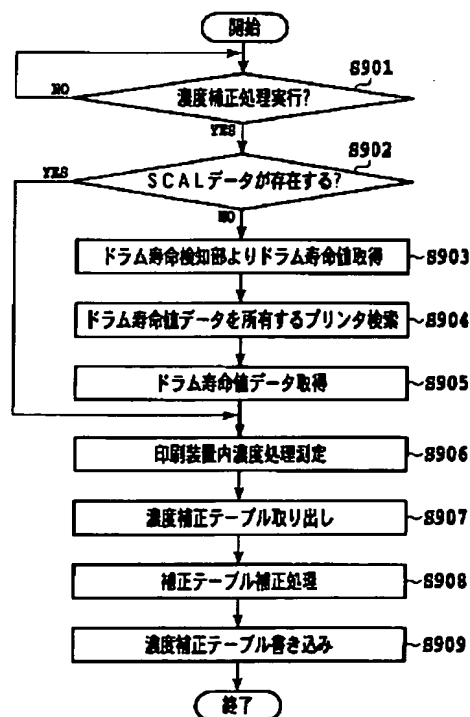 開始
S901
濃度補正処理実行?
NO
YES
S902
SCALデータが存在する?
YES
NO
ドラム寿命検知部よりドラム寿命値取得
S903
ドラム寿命値データを所有するプリンタ検索
S904
ドラム寿命値データ取得
S905
印刷装置内濃度処理測定
S906
濃度補正テーブル取り出し
S907
補正テーブル補正処理
S908
濃度補正テーブル書き込み
S909
終了